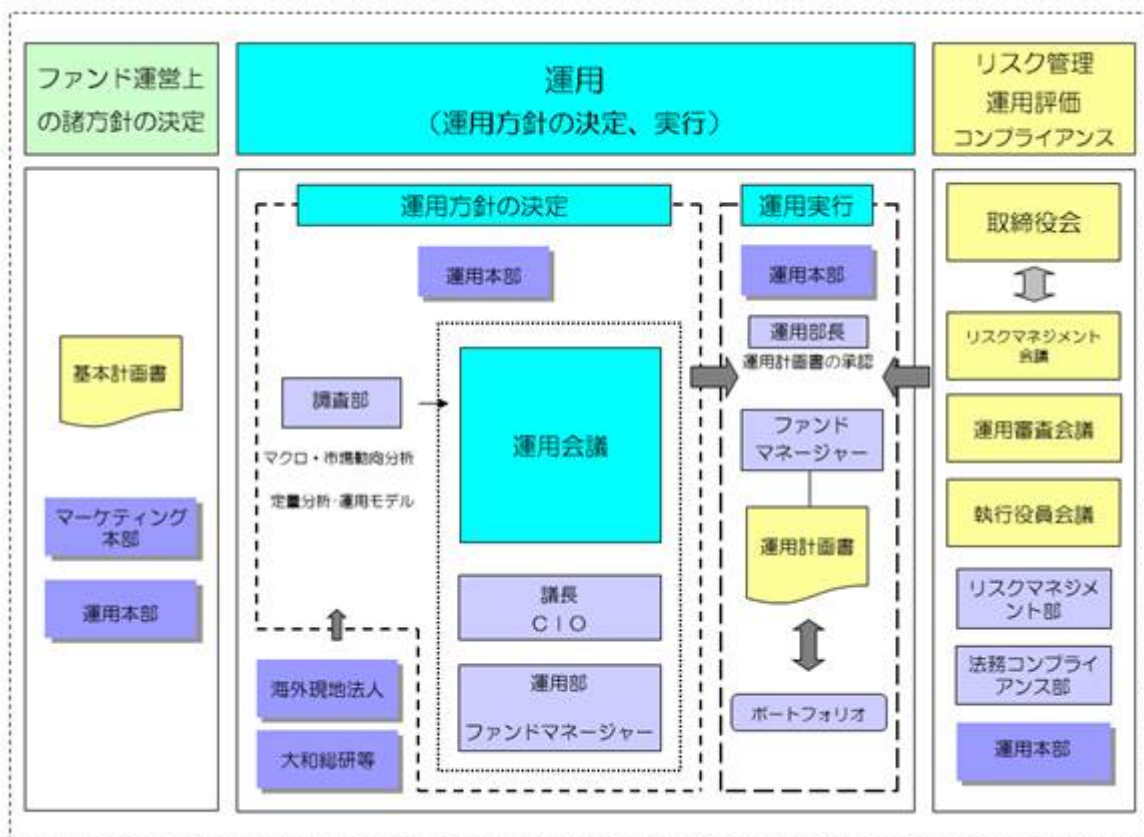 ファンド運営上
の諸方針の決定
運用
（運用方針の決定、実行）
リスク管理
運用評価
コンプライアンス
基本計画書
マーケティング
本部
運用本部
運用方針の決定
運用本部
調査部
マクロ・市場動向分析
定量分析・運用モデル
運用会議
議長
ＣＩＯ
運用部
ファンドマネージャー
海外現地法人
大和総研等
運用実行
運用本部
運用部長
運用計画書の承認
ファンド
マネージャー
運用計画書
ポートフォリオ
取締役会
リスクマネジメント
会議
運用審査会議
執行役員会議
リスクマネジメ
ント部
法務コンプライ
アンス部
運用本部